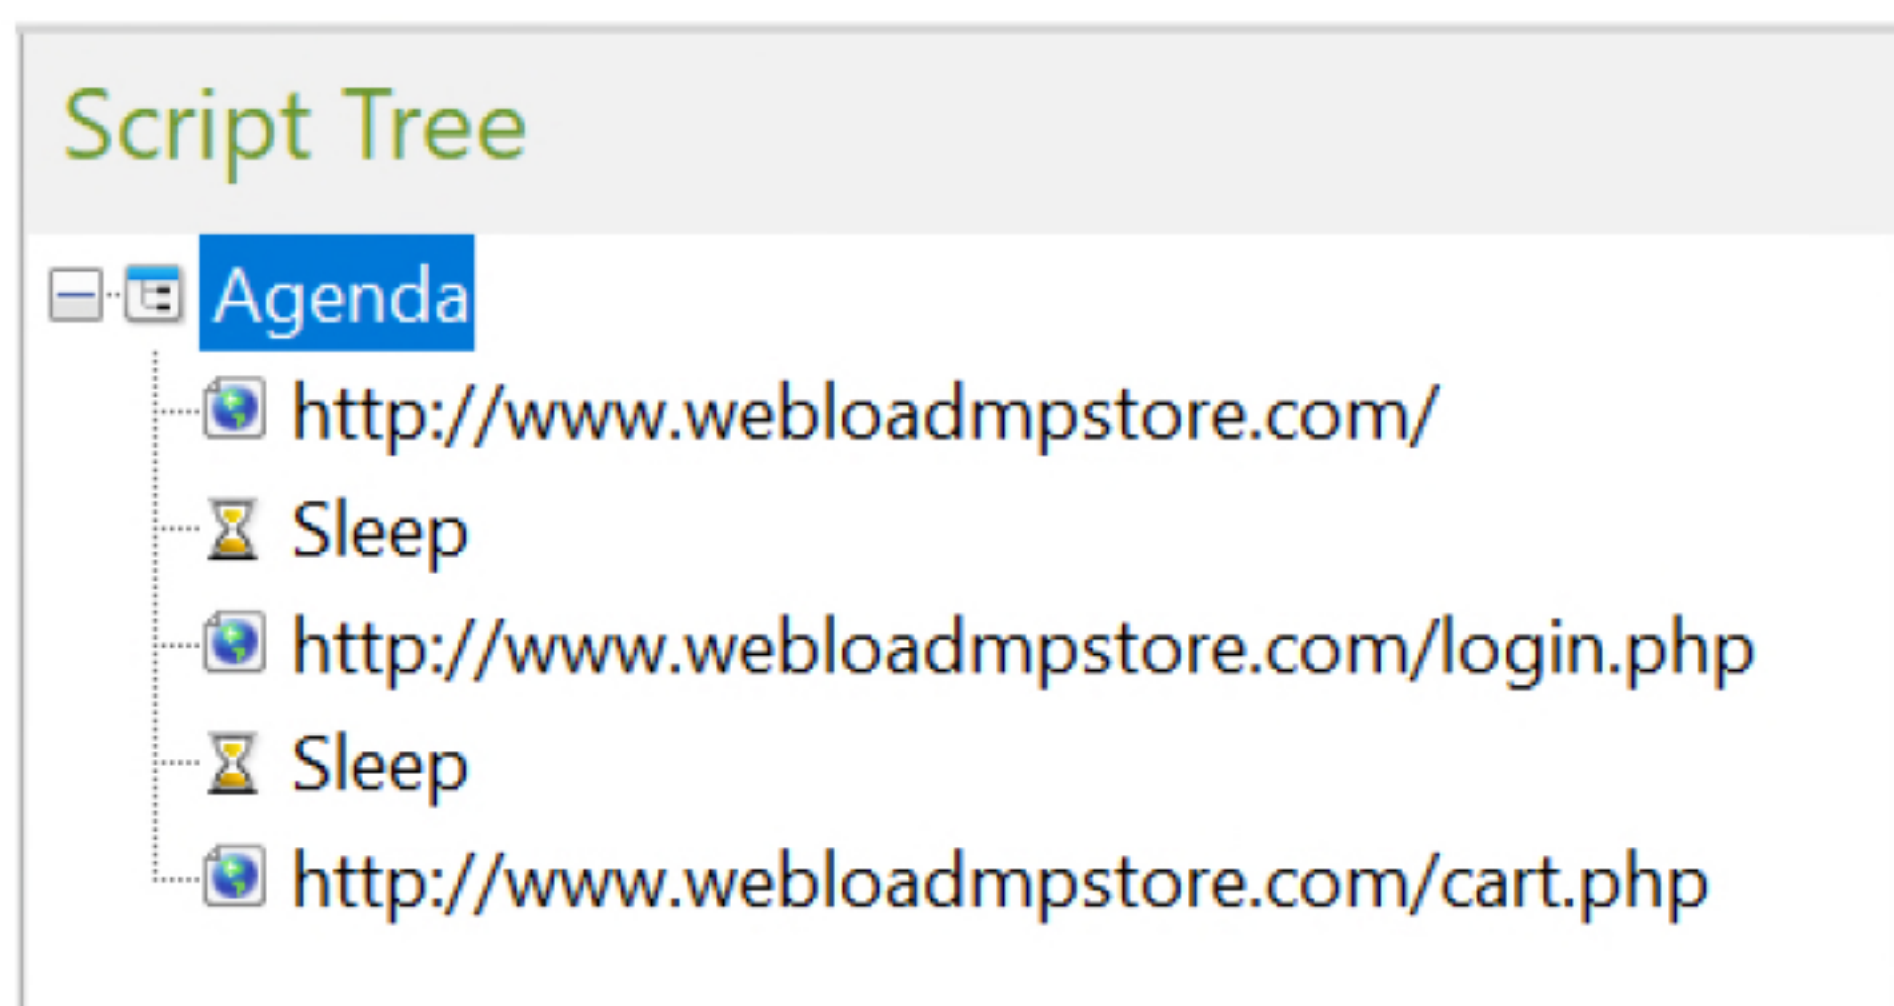 Script Tree
Agenda
http://www.webloadmpstore.com/
Sleep
http://www.webloadmpstore.com/login.php
Sleep
http://www.webloadmpstore.com/cart.php